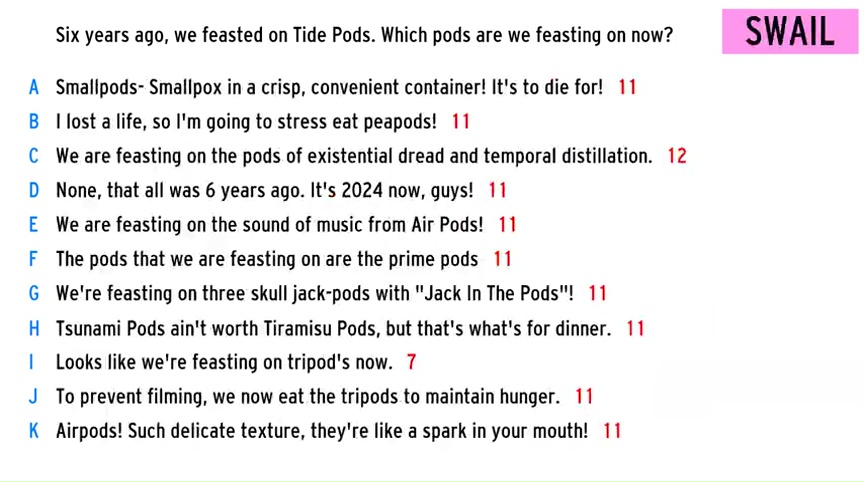 Six years ago, we feasted on Tide Pods. Which pods are we feasting on now?
SWAIL
A Smallpods- Smallpox in a crisp, convenient container! It's to die for! 11
B I lost a life, so I'm going to stress eat peapods! 11
C We are feasting on the pods of existential dread and temporal distillation. 12
D None, that all was 6 years ago. It's 2024 now, guys! 11
E We are feasting on the sound of music from Air Pods! 11
F The pods that we are feasting on are the prime pods 11
G We're feasting on three skull jack-pods with "Jack In The Pods"! 11
H Tsunami Pods ain't worth Tiramisu Pods, but that's what's for dinner. 11
I Looks like we're feasting on tripod's now. 7
J To prevent filming, we now eat the tripods to maintain hunger. 11
K Airpods! Such delicate texture, they're like a spark in your mouth! 11